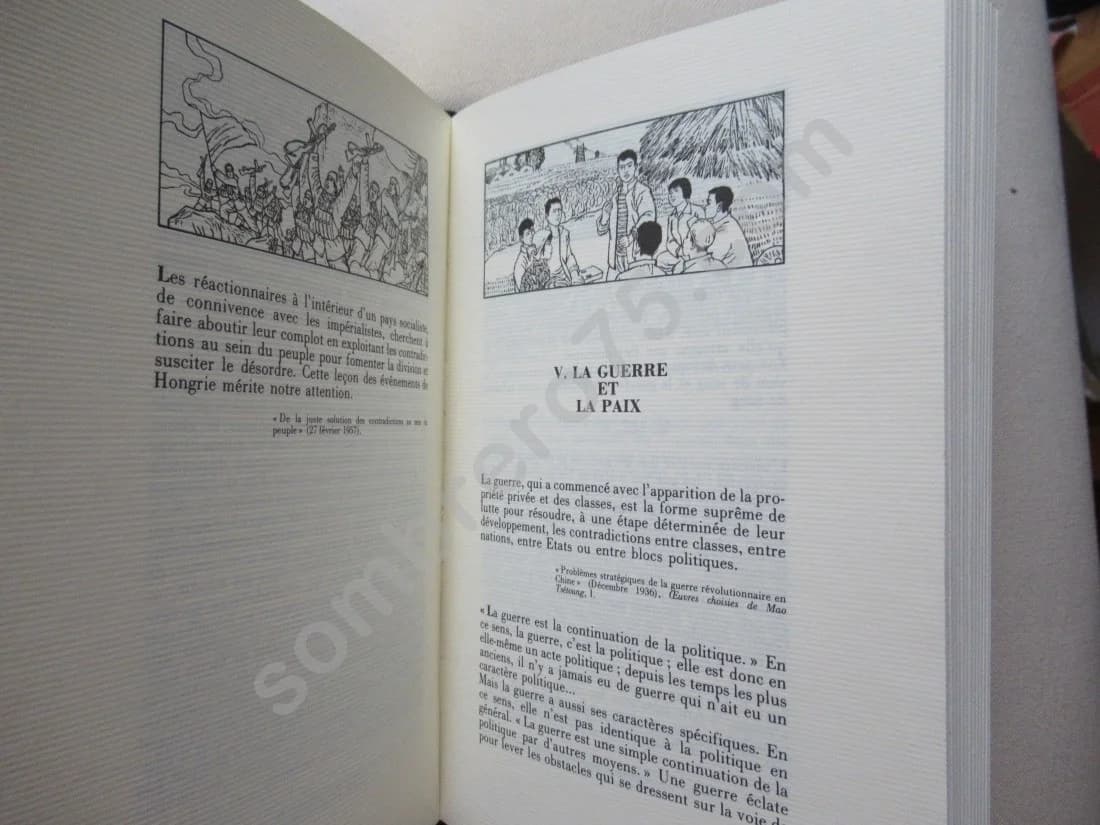 Les réactionnaires à l'intérieur d'un pays socialiste,
de connivence avec les impérialistes, cherchent à
faire aboutir leur complot en exploitant les contradic-
tions au sein du peuple pour fomenter la division et
susciter le désordre. Cette leçon des événements de
Hongrie mérite notre attention.
« De la juste solution des contradictions au sein du
peuple » (27 février 1957).
V. LA GUERRE
ET
LA PAIX
La guerre, qui a commencé avec l'apparition de la pro-
priété privée et des classes, est la forme suprême de
lutte pour résoudre, à une étape déterminée de leur
développement, les contradictions entre classes, entre
nations, entre Etats ou entre blocs politiques.
« Problèmes stratégiques de la guerre révolutionnaire en
Chine » (Décembre 1936). Œuvres choisies de Mao
Tsétoung, I.
« La guerre est la continuation de la politique. » En
ce sens, la guerre, c'est la politique ; elle est donc en
elle-même un acte politique ; depuis les temps les plus
anciens, il n'y a jamais eu de guerre qui n'ait eu un
caractère politique...
Mais la guerre a aussi ses caractères spécifiques. En
ce sens, elle n'est pas identique à la politique en
général. « La guerre est une simple continuation de la
politique par d'autres moyens. » Une guerre éclate
pour lever les obstacles qui se dressent sur la voie de
sombrero75.com